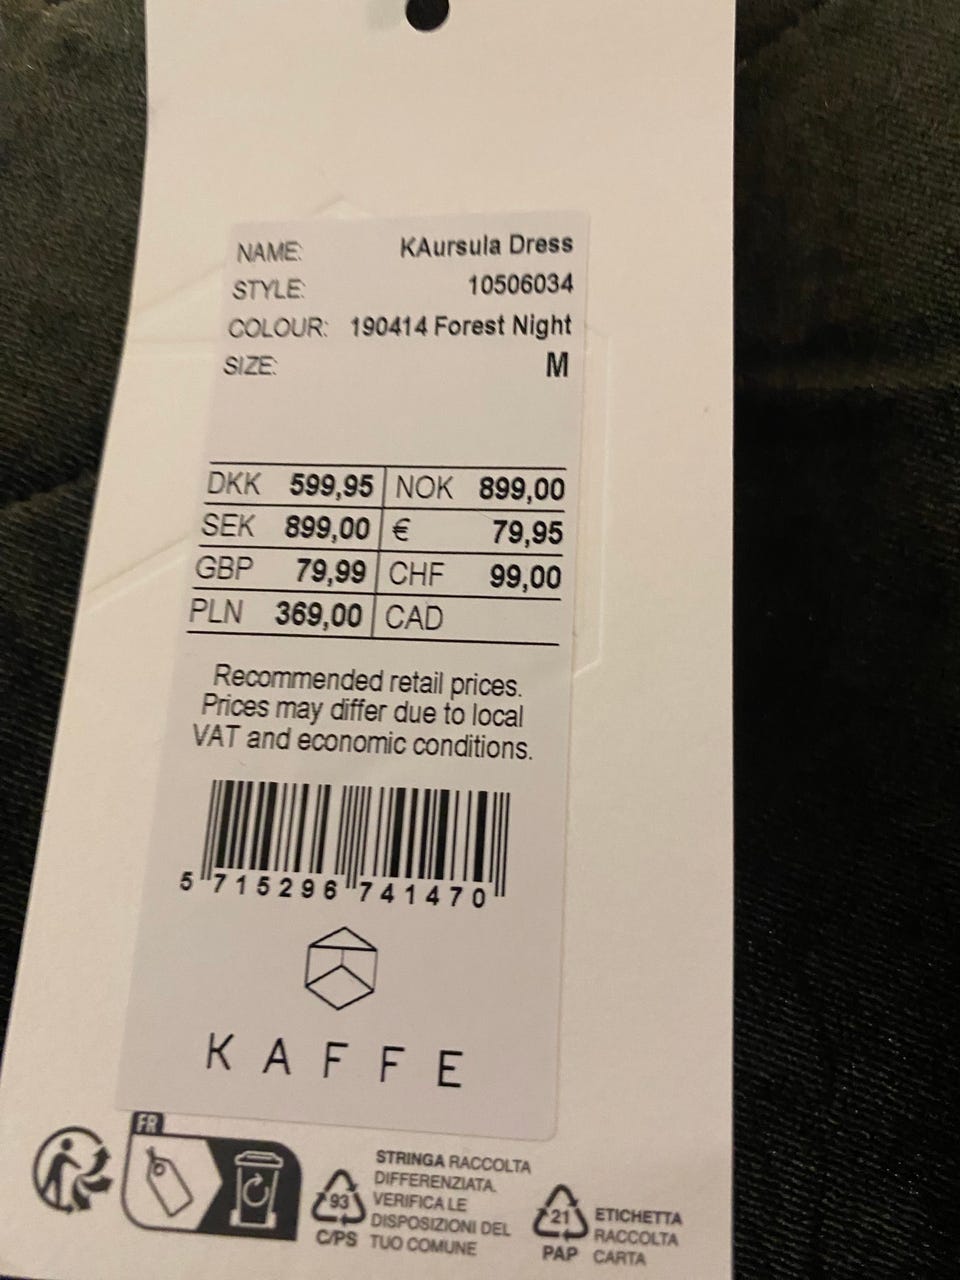 NAME: KAursula Dress
STYLE: 10506034
COLOUR: 190414 Forest Night
SIZE: M
DKK 599,95 NOK 899,00
SEK 899,00 € 79,95
GBP 79,99 CHF 99,00
PLN 369,00 CAD
Recommended retail prices.
Prices may differ due to local
VAT and economic conditions.
5 715296 741470
KAFFE
FR
93
C/PS
STRINGA RACCOLTA
DIFFERENZIATA.
VERIFICA LE
DISPOSIZIONI DEL
TUO COMUNE
21
PAP
ETICHETTA
RACCOLTA
CARTA